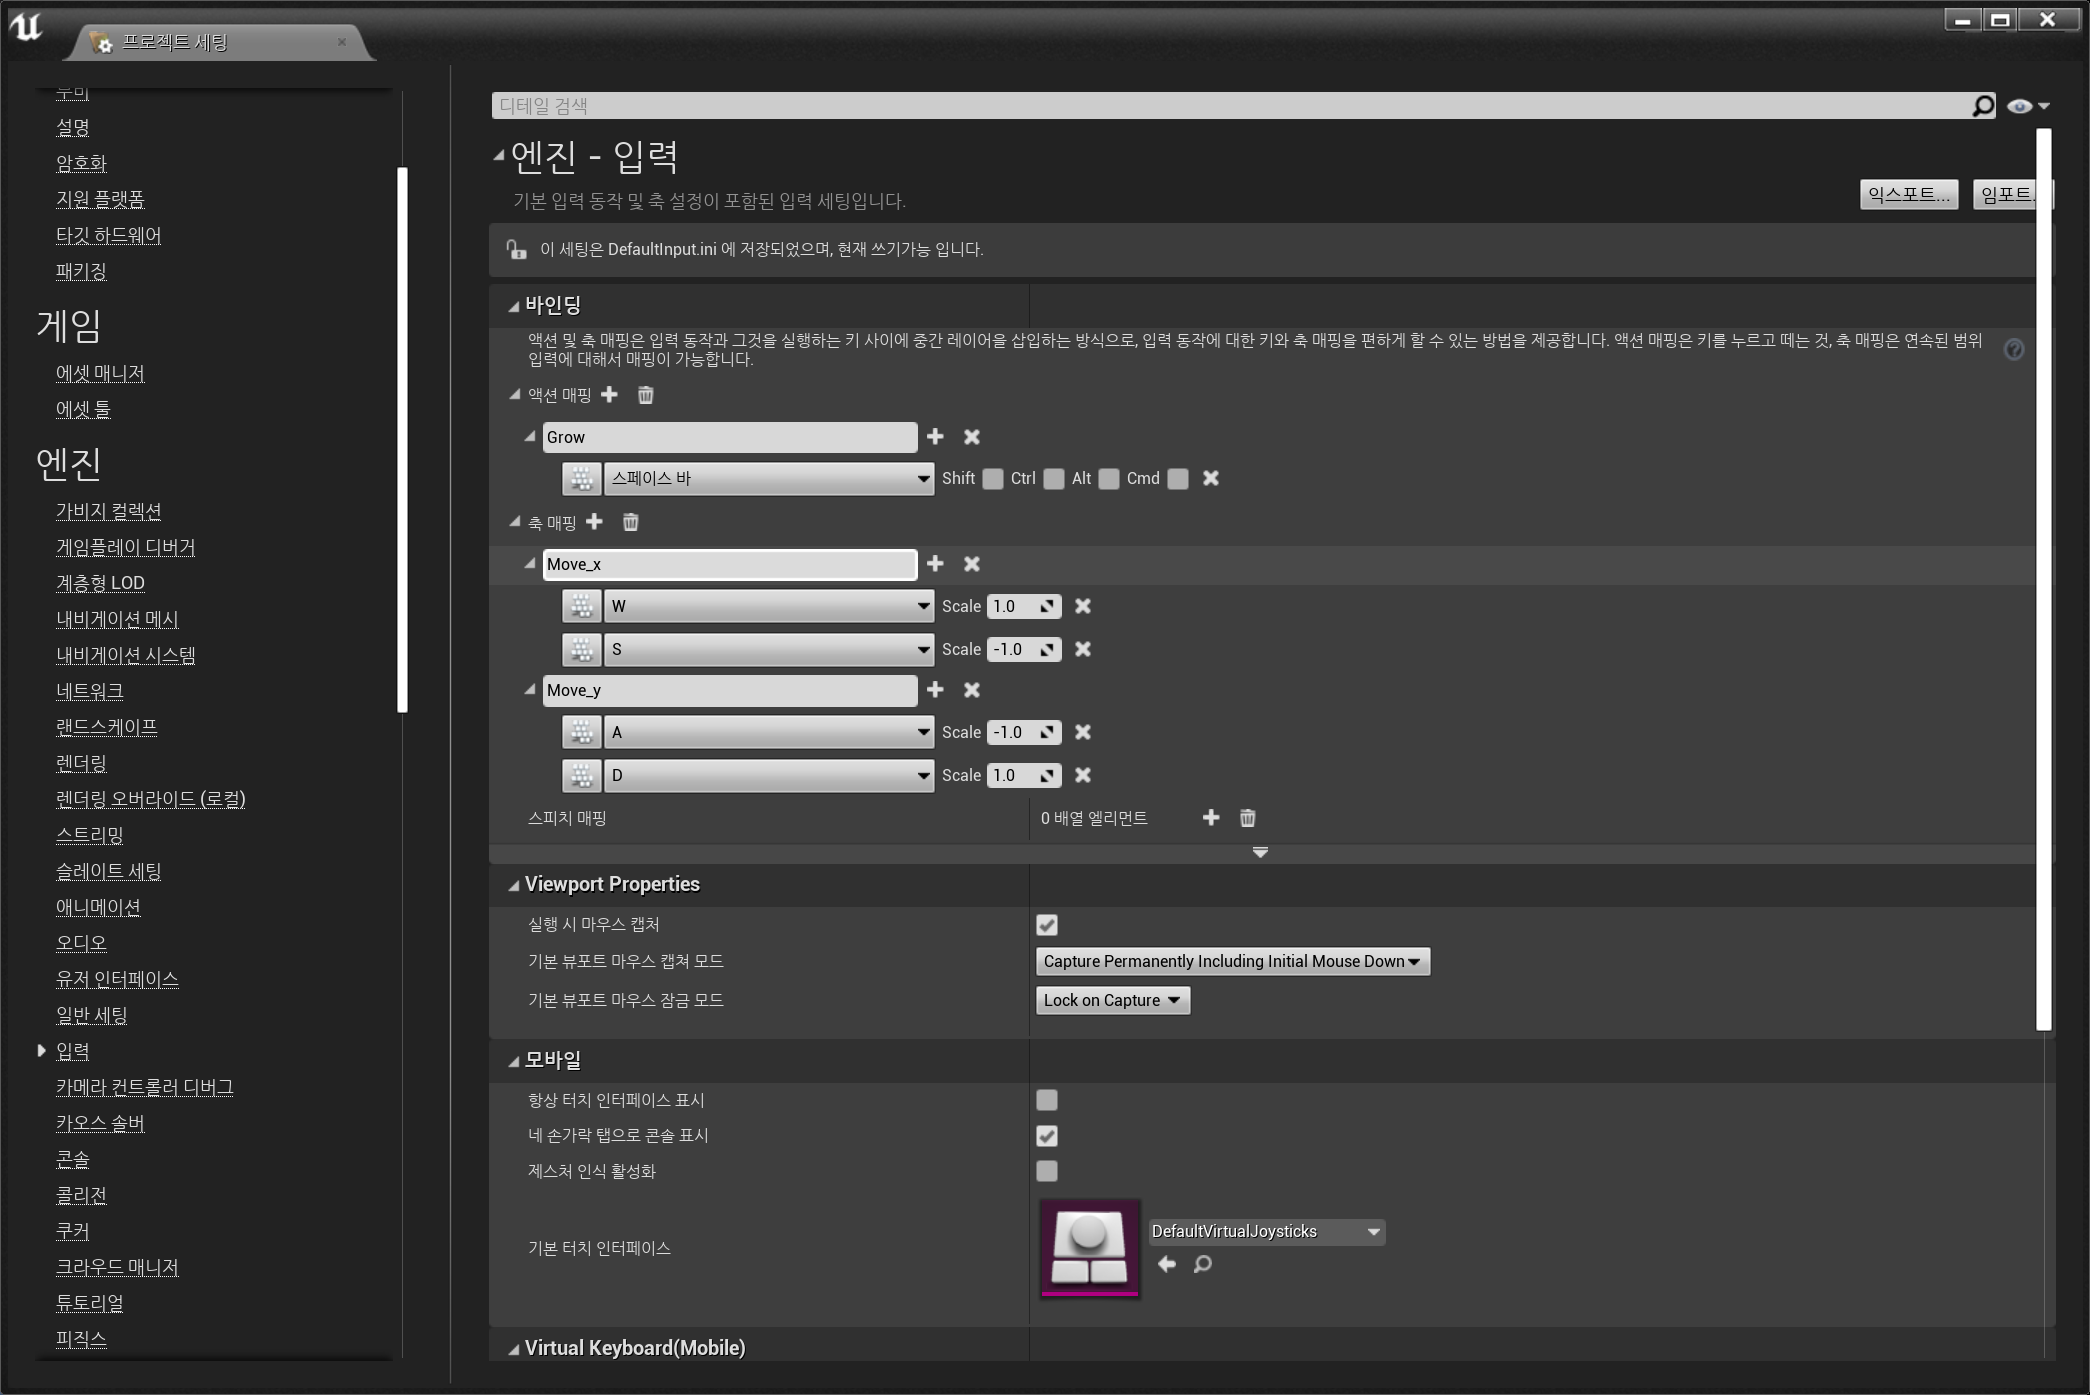 프로젝트 세팅
무비
설명
암호화
지원 플랫폼
타깃 하드웨어
패키징
게임
에셋 매니저
에셋 툴
엔진
가비지 컬렉션
게임플레이 디버거
계층형 LOD
내비게이션 메시
내비게이션 시스템
네트워크
랜드스케이프
렌더링
렌더링 오버라이드 (로컬)
스트리밍
슬레이트 세팅
애니메이션
오디오
유저 인터페이스
일반 세팅
입력
카메라 컨트롤러 디버그
카오스 솔버
콘솔
콜리전
쿠커
크라우드 매니저
튜토리얼
피직스
디테일 검색
엔진 - 입력
기본 입력 동작 및 축 설정이 포함된 입력 세팅입니다.
익스포트... 임포트.
이 세팅은 DefaultInput.ini 에 저장되었으며, 현재 쓰기가능 입니다.
바인딩
액션 및 축 매핑은 입력 동작과 그것을 실행하는 키 사이에 중간 레이어을 삽입하는 방식으로, 입력 동작에 대한 키와 축 매핑을 편하게 할 수 있는 방법을 제공합니다. 액션 매핑은 키를 누르고 떼는 것, 축 매핑은 연속된 범위
입력에 대해서 매핑이 가능합니다.
액션 매핑
Grow
스페이스 바 Shift Ctrl Alt Cmd
축 매핑
Move_x
W Scale 1.0
S Scale -1.0
Move_y
A Scale -1.0
D Scale 1.0
스피치 매핑 0 배열 엘리먼트
Viewport Properties
실행 시 마우스 캡처
기본 뷰포트 마우스 캡쳐 모드 Capture Permanently Including Initial Mouse Down
기본 뷰포트 마우스 잠금 모드 Lock on Capture
모바일
항상 터치 인터페이스 표시
네 손가락 탭으로 콘솔 표시
제스처 인식 활성화
기본 터치 인터페이스 DefaultVirtualJoysticks
Virtual Keyboard(Mobile)